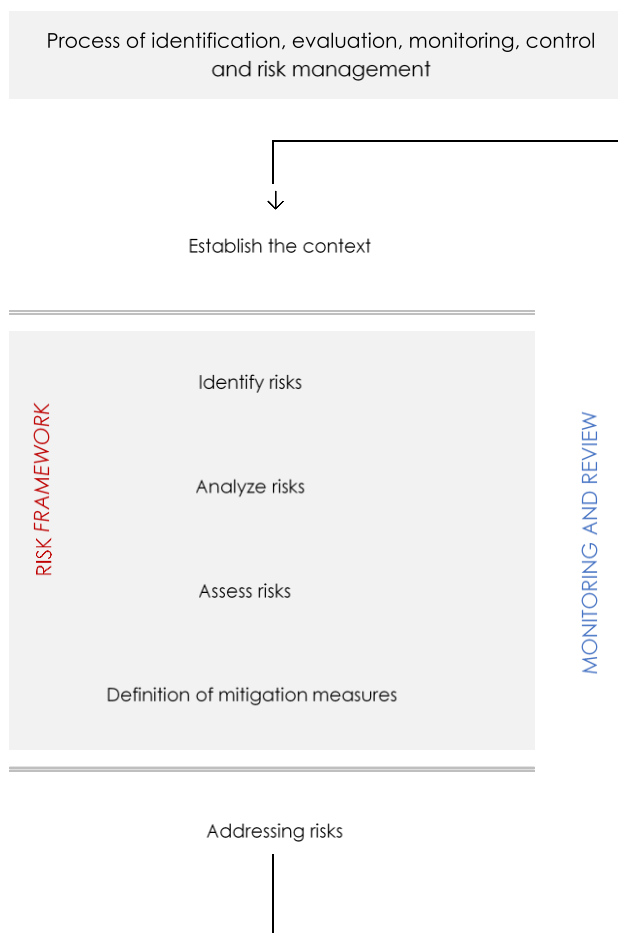 Process of identification, evaluation, monitoring, control
and risk management
Establish the context
Identify risks
RISK FRAMEWORK
Analyze risks
MONITORING AND REVIEW
Assess risks
Definition of mitigation measures
Addressing risks